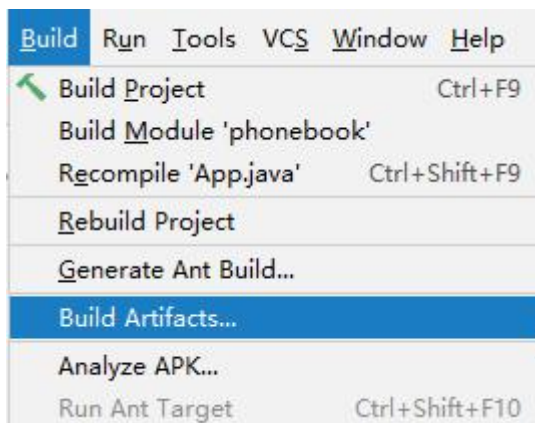 Build Run Tools VCS Window Help
Build Project Ctrl+F9
Build Module 'phonebook'
Recompile 'App.java' Ctrl+Shift+F9
Rebuild Project
Generate Ant Build...
Build Artifacts...
Analyze APK...
Run Ant Target Ctrl+Shift+F10